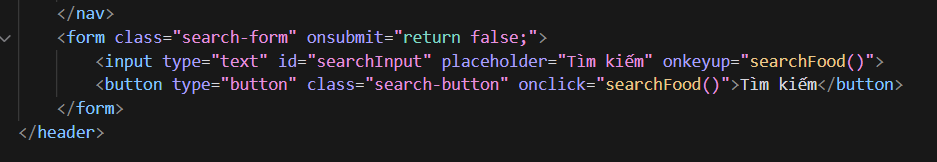 </nav>
<form class="search-form" onsubmit="return false;">
<input type="text" id="searchInput" placeholder="Tìm kiếm" onkeyup="searchFood()">
<button type="button" class="search-button" onclick="searchFood()">Tìm kiếm</button>
</form>
</header>